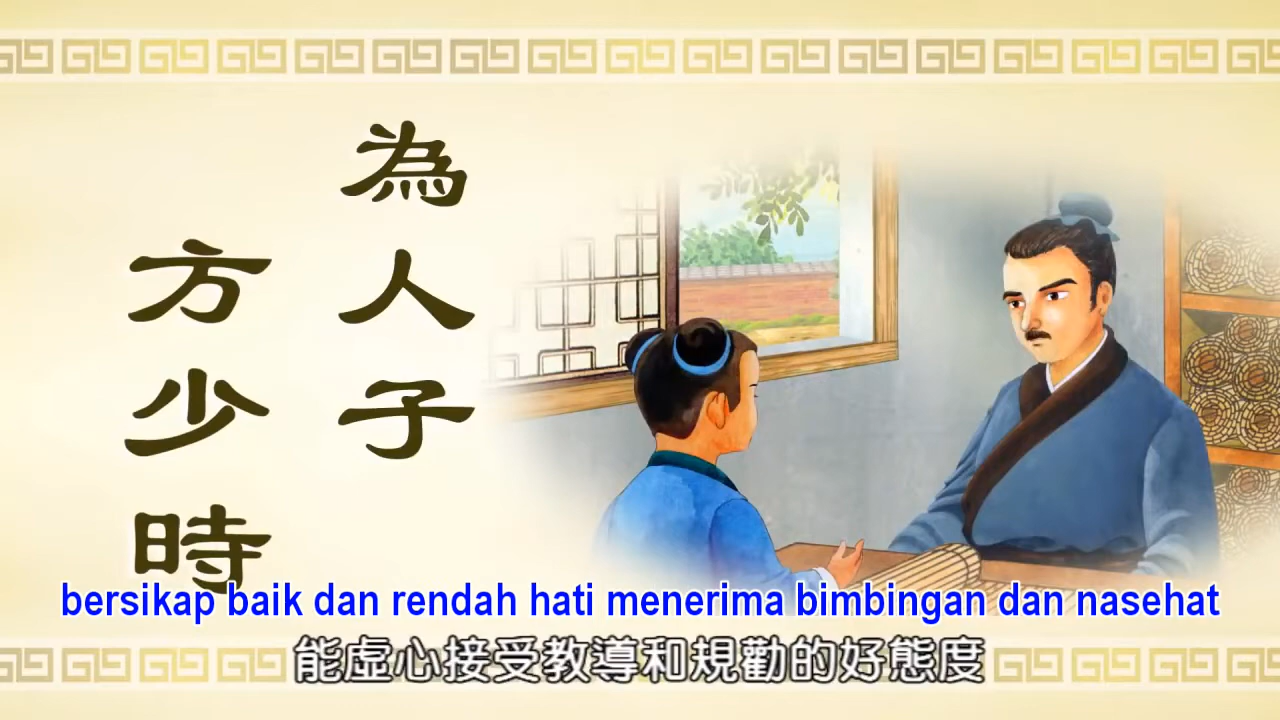 為人子
方少時
bersikap baik dan rendah hati menerima bimbingan dan nasehat
能虛心接受教導和規勸的好態度